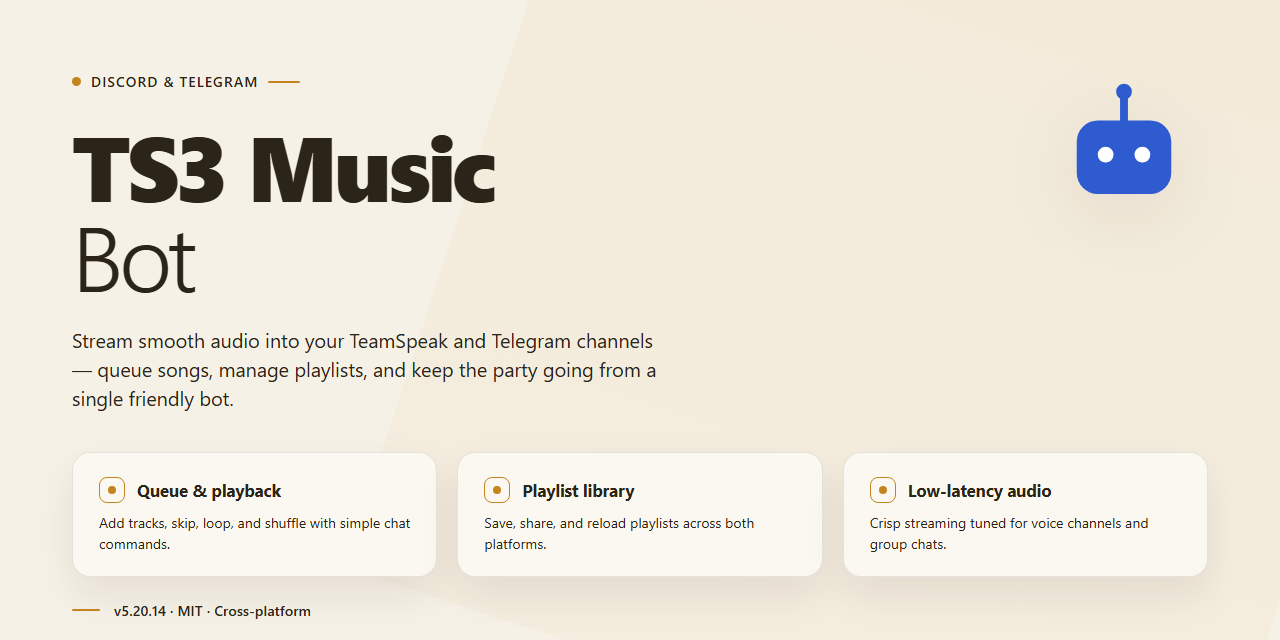 DISCORD & TELEGRAM
TS3 Music
Bot
Stream smooth audio into your TeamSpeak and Telegram channels
— queue songs, manage playlists, and keep the party going from a
single friendly bot.
Queue & playback
Add tracks, skip, loop, and shuffle with simple chat
commands.
Playlist library
Save, share, and reload playlists across both
platforms.
Low-latency audio
Crisp streaming tuned for voice channels and
group chats.
v5.20.14 · MIT · Cross-platform